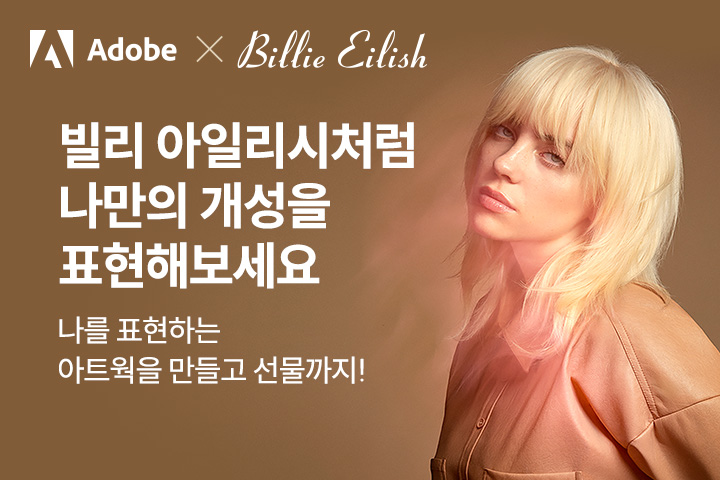 Adobe × Billie Eilish
빌리 아일리시처럼
나만의 개성을
표현해보세요
나를 표현하는
아트웍을 만들고 선물까지!